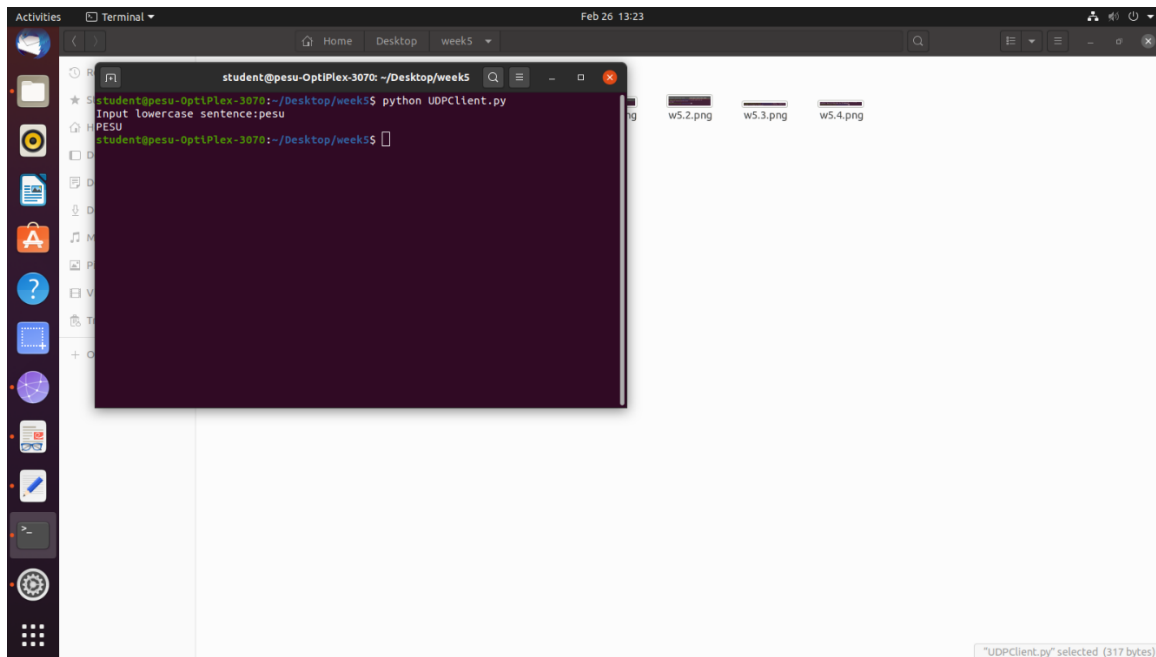 Activities
Terminal
Feb 26 13:23
Home
Desktop
week5
student@pesu-OptiPlex-3070: ~/Desktop/week5
student@pesu-OptiPlex-3070:~/Desktop/week5$ python UDPClient.py
Input lowercase sentence:pesu
PESU
student@pesu-OptiPlex-3070:~/Desktop/week5$
w5.2.png
w5.3.png
w5.4.png
"UDPClient.py" selected (317 bytes)